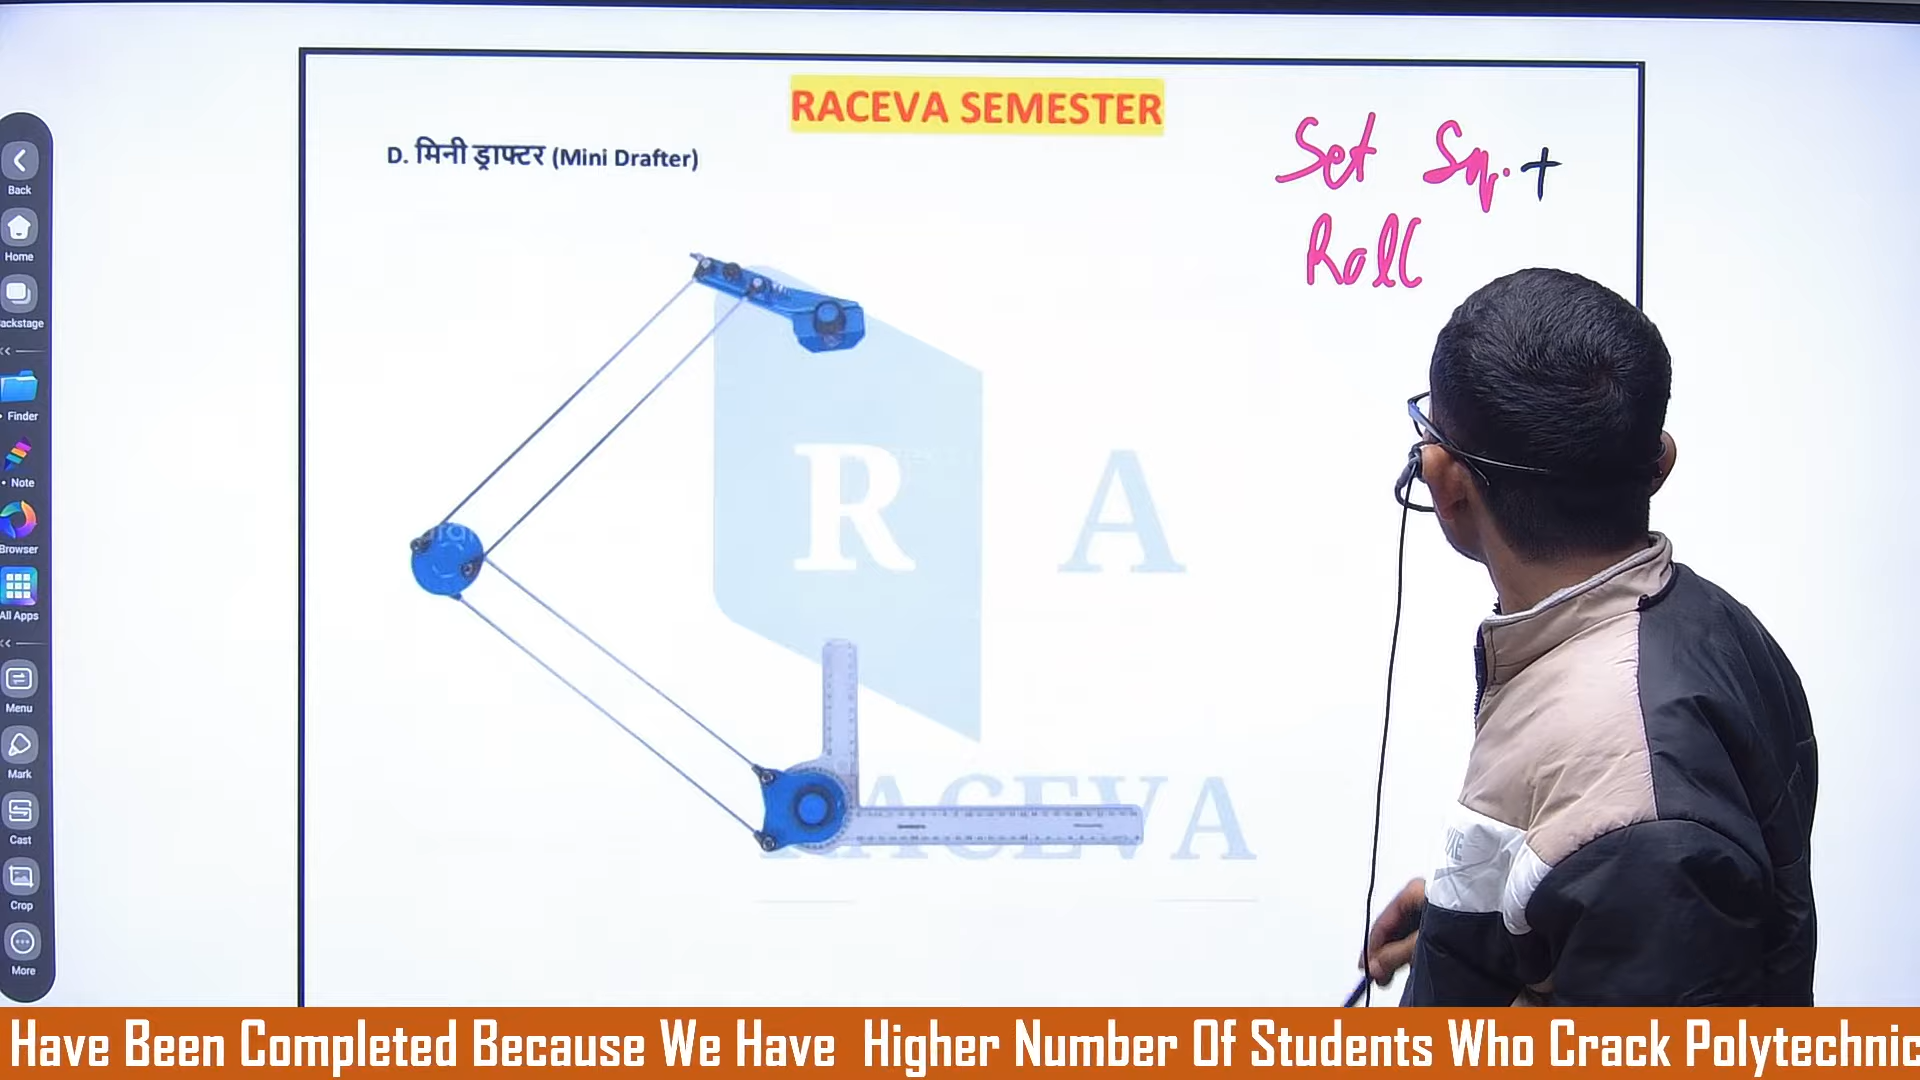 RACEVA SEMESTER
D. मिनी ड्राफ्टर (Mini Drafter)
Set Sq. +
Roll
R A
RACEVA
Back
Home
ackstage
Finder
Note
Browser
All Apps
Menu
Mark
Cast
Crop
More
Have Been Completed Because We Have Higher Number Of Students Who Crack Polytechnic